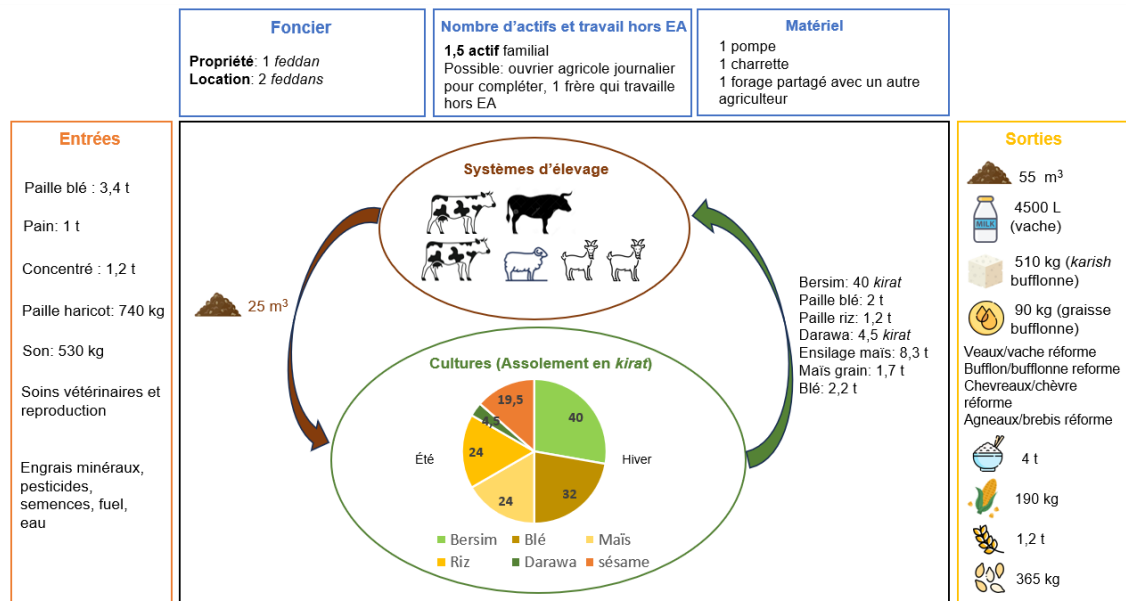 Foncier
Propriété: 1 feddan
Location: 2 feddans
Nombre d'actifs et travail hors EA
1,5 actif familial
Possible: ouvrier agricole journalier
pour compléter, 1 frère qui travaille
hors EA
Matériel
1 pompe
1 charrette
1 forage partagé avec un autre
agriculteur
Entrées
Paille blé : 3,4 t
Pain: 1 t
Concentré : 1,2 t
Paille haricot: 740 kg
Son: 530 kg
Soins vétérinaires et
reproduction
Engrais minéraux,
pesticides,
semences, fuel,
eau
Systèmes d'élevage
25 m³
Bersim: 40 kirat
Paille blé: 2 t
Paille riz: 1,2 t
Darawa: 4,5 kirat
Ensilage maïs: 8,3 t
Maïs grain: 1,7 t
Blé: 2,2 t
Cultures (Assolement en kirat)
19,5
40
4,5
24
32
24
Été
Hiver
Bersim
Blé
Maïs
Riz
Darawa
sésame
Sorties
55 m³
MILK
4500 L
(vache)
510 kg (karish
bufflonne)
90 kg (graisse
bufflonne)
Veaux/vache réforme
Bufflon/bufflonne reforme
Chevreaux/chèvre
réforme
Agneaux/brebis réforme
4 t
190 kg
1,2 t
365 kg